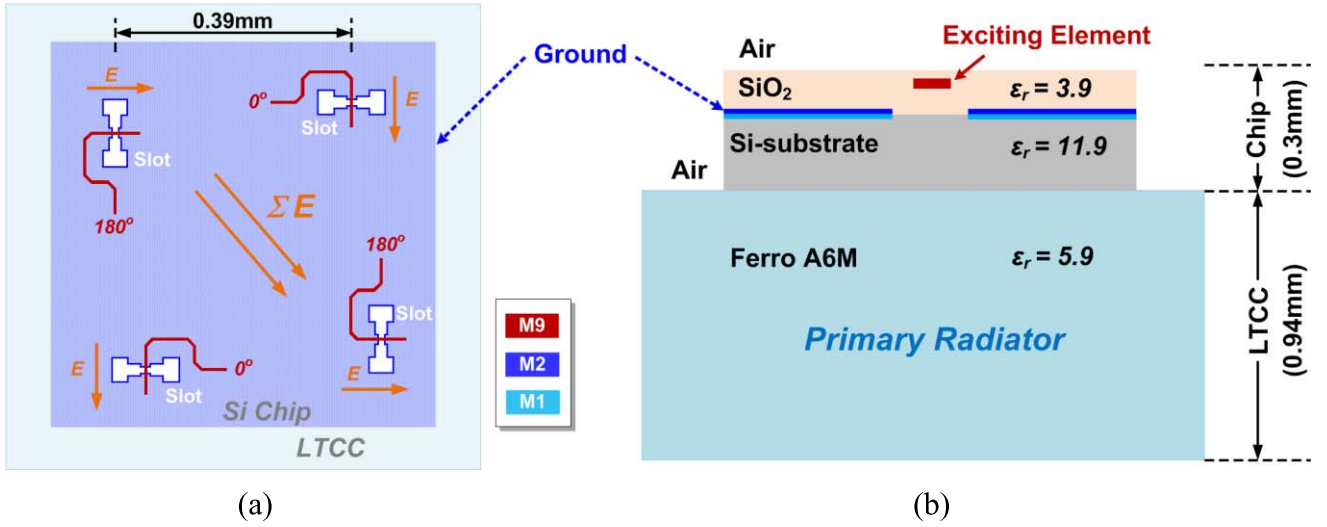 0.39mm
E
0°
E
Slot
Slot
180°
ΣE
180°
Slot
E
0°
Slot
E
Si Chip
LTCC
Ground
M9
M2
M1
Air
Exciting Element
SiO₂
εr = 3.9
Si-substrate
εr = 11.9
Air
Chip
(0.3mm)
Ferro A6M
εr = 5.9
Primary Radiator
LTCC
(0.94mm)
(a)
(b)